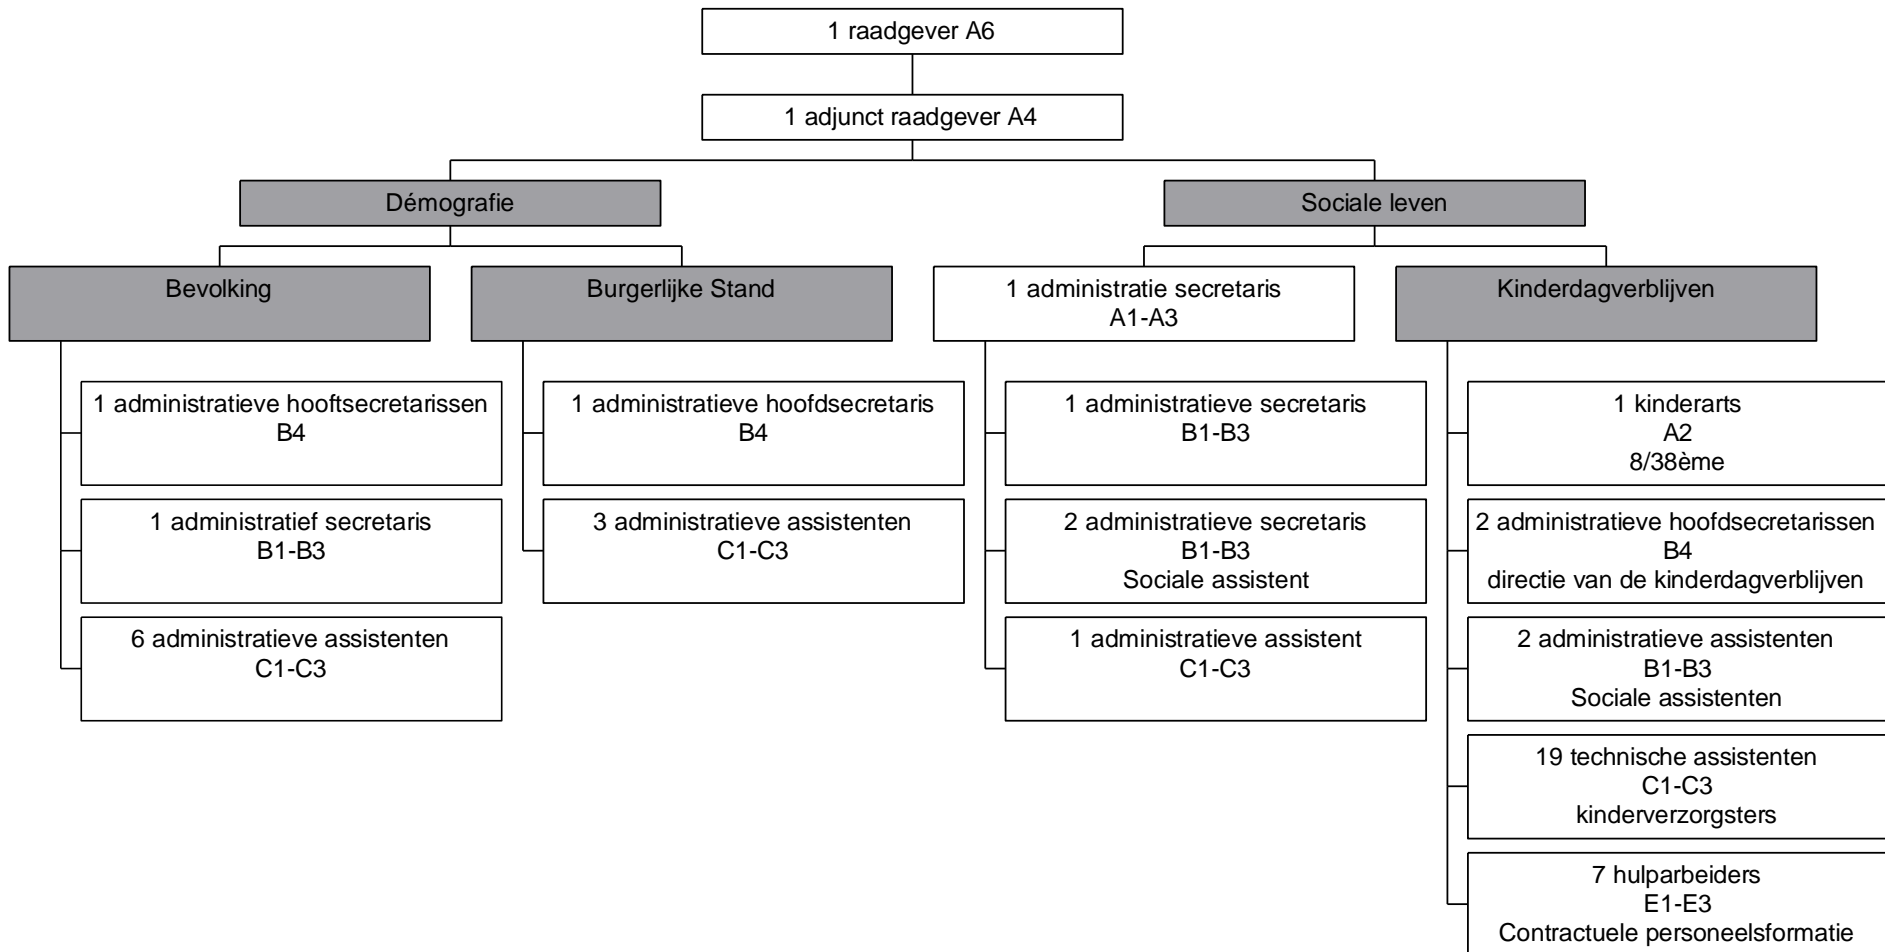 1 raadgever A6
1 adjunct raadgever A4
Démografie
Sociale leven
Bevolking
Burgerlijke Stand
1 administratie secretaris
A1-A3
Kinderdagverblijven
1 administratieve hooftsecretarissen
B4
1 administratief secretaris
B1-B3
6 administratieve assistenten
C1-C3
1 administratieve hoofdsecretaris
B4
3 administratieve assistenten
C1-C3
1 administratieve secretaris
B1-B3
2 administratieve secretaris
B1-B3
Sociale assistent
1 administratieve assistent
C1-C3
1 kinderarts
A2
8/38ème
2 administratieve hoofdsecretarissen
B4
directie van de kinderdagverblijven
2 administratieve assistenten
B1-B3
Sociale assistenten
19 technische assistenten
C1-C3
kinderverzorgsters
7 hulparbeiders
E1-E3
Contractuele personeelsformatie